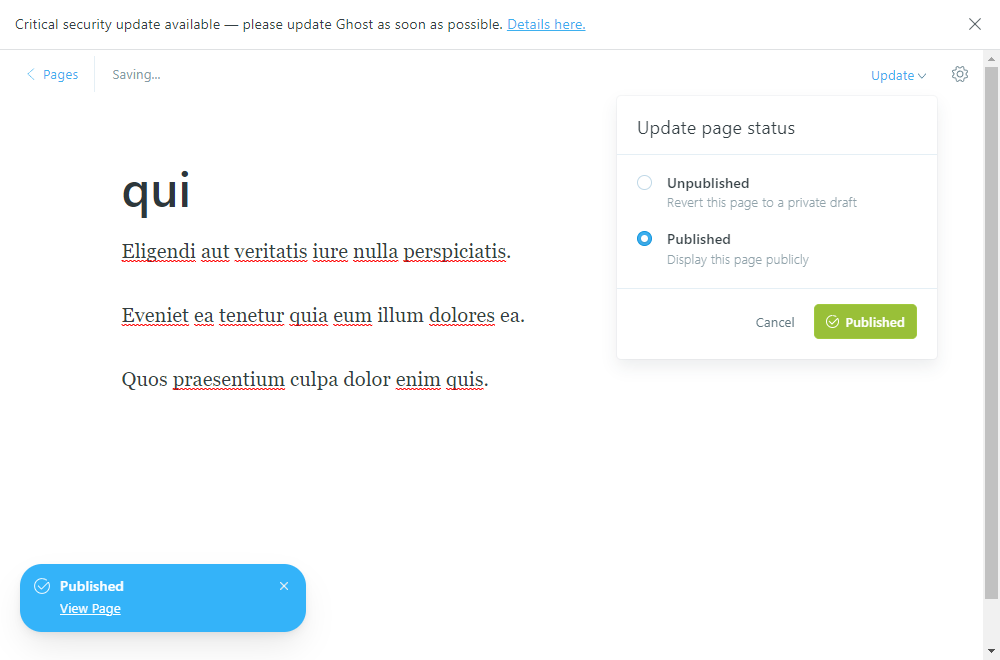 Critical security update available — please update Ghost as soon as possible. Details here.
Pages
Saving...
Update
Update page status
Unpublished
Revert this page to a private draft
Published
Display this page publicly
Cancel
Published
qui
Eligendi aut veritatis iure nulla perspiciatis.
Eveniet ea tenetur quia eum illum dolores ea.
Quos praesentium culpa dolor enim quis.
Published
View Page